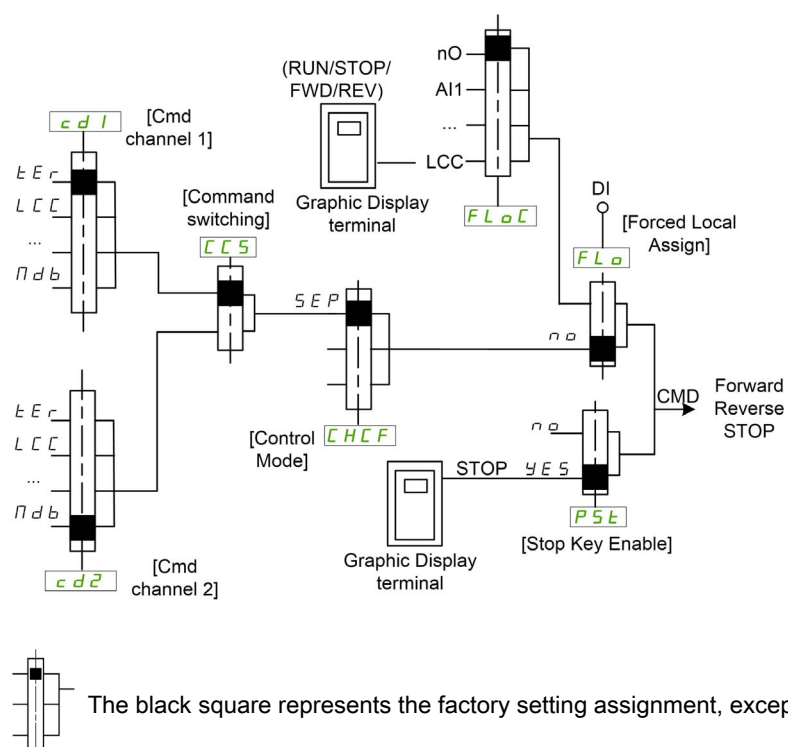 (RUN/STOP/
FWD/REV)
nO
AI1
...
LCC
Graphic Display
terminal
FLoC
cd1
[Cmd
channel 1]
tEr
LCC
...
Mdb
[Command
switching]
CCS
DI
[Forced Local
Assign]
FLo
SEP
no
[Control
Mode]
CHCF
CMD
Forward
Reverse
STOP
tEr
LCC
...
Mdb
cd2
[Cmd
channel 2]
no
STOP
YES
PSt
[Stop Key Enable]
Graphic Display
terminal
The black square represents the factory setting assignment,